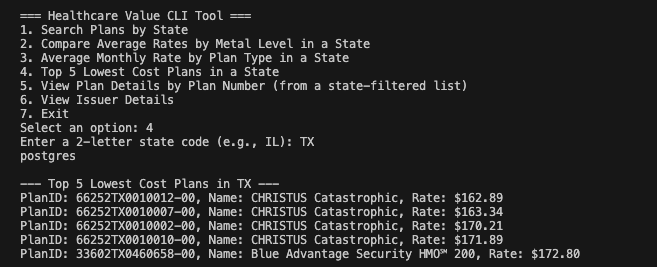 === Healthcare Value CLI Tool ===
1. Search Plans by State
2. Compare Average Rates by Metal Level in a State
3. Average Monthly Rate by Plan Type in a State
4. Top 5 Lowest Cost Plans in a State
5. View Plan Details by Plan Number (from a state-filtered list)
6. View Issuer Details
7. Exit
Select an option: 4
Enter a 2-letter state code (e.g., IL): TX
postgres
--- Top 5 Lowest Cost Plans in TX ---
PlanID: 66252TX0010012-00, Name: CHRISTUS Catastrophic, Rate: $162.89
PlanID: 66252TX0010007-00, Name: CHRISTUS Catastrophic, Rate: $163.34
PlanID: 66252TX0010002-00, Name: CHRISTUS Catastrophic, Rate: $170.21
PlanID: 66252TX0010010-00, Name: CHRISTUS Catastrophic, Rate: $171.89
PlanID: 33602TX0460658-00, Name: Blue Advantage Security HMO℠ 200, Rate: $172.80